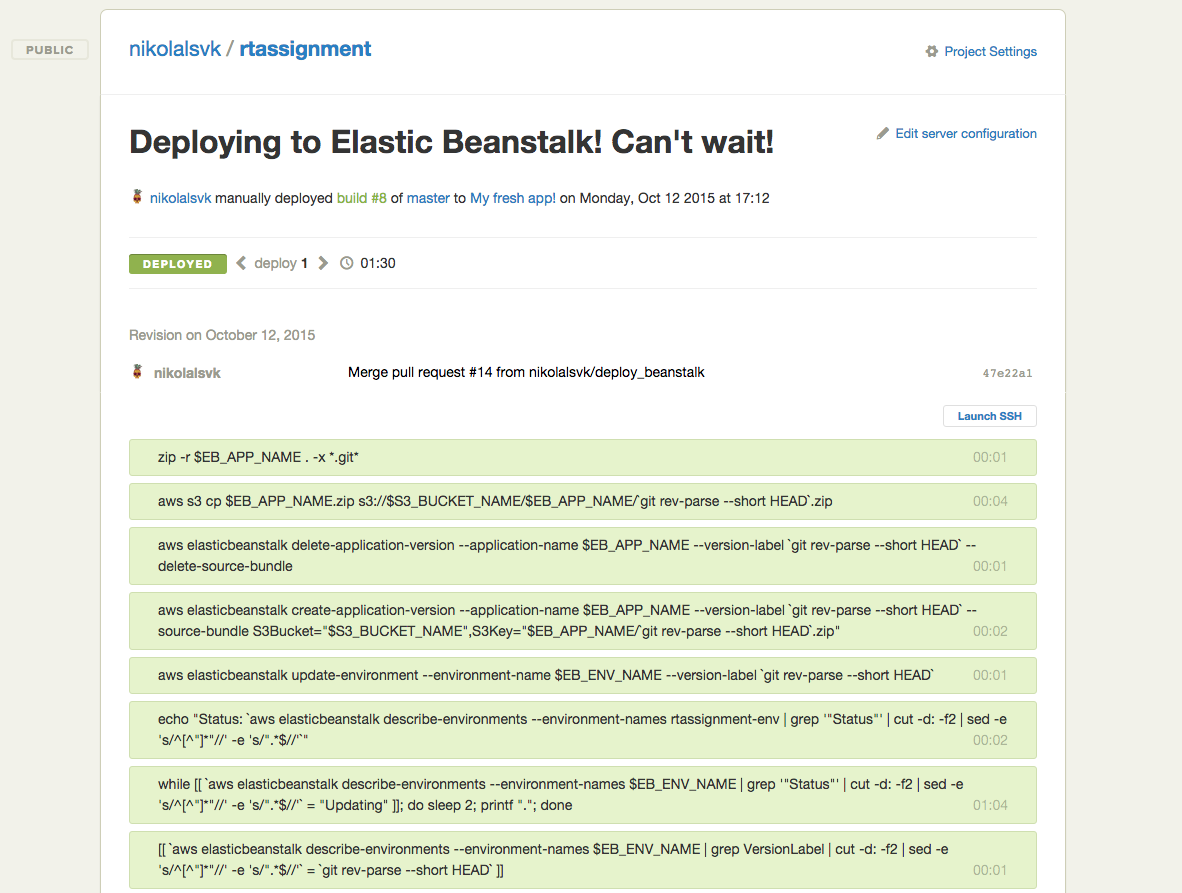 PUBLIC
nikolalsvk / rtassignment
Project Settings
Deploying to Elastic Beanstalk! Can't wait!
Edit server configuration
nikolalsvk manually deployed build #8 of master to My fresh app! on Monday, Oct 12 2015 at 17:12
DEPLOYED deploy 1 01:30
Revision on October 12, 2015
nikolalsvk Merge pull request #14 from nikolalsvk/deploy_beanstalk 47e22a1
Launch SSH
zip -r $EB_APP_NAME . -x *.git* 00:01
aws s3 cp $EB_APP_NAME.zip s3://$S3_BUCKET_NAME/$EB_APP_NAME/`git rev-parse --short HEAD`.zip 00:04
aws elasticbeanstalk delete-application-version --application-name $EB_APP_NAME --version-label `git rev-parse --short HEAD` --
delete-source-bundle 00:01
aws elasticbeanstalk create-application-version --application-name $EB_APP_NAME --version-label `git rev-parse --short HEAD` --
source-bundle S3Bucket="$S3_BUCKET_NAME",S3Key="$EB_APP_NAME/`git rev-parse --short HEAD`.zip" 00:02
aws elasticbeanstalk update-environment --environment-name $EB_ENV_NAME --version-label `git rev-parse --short HEAD` 00:01
echo "Status: `aws elasticbeanstalk describe-environments --environment-names rtassignment-env | grep '"Status"' | cut -d: -f2 | sed -e
's/^[^"]*"//' -e 's/".*$//'`" 00:02
while [[ `aws elasticbeanstalk describe-environments --environment-names $EB_ENV_NAME | grep '"Status"' | cut -d: -f2 | sed -e
's/^[^"]*"//' -e 's/".*$//'` = "Updating" ]]; do sleep 2; printf "."; done 01:04
[[ `aws elasticbeanstalk describe-environments --environment-names $EB_ENV_NAME | grep VersionLabel | cut -d: -f2 | sed -e
's/^[^"]*"//' -e 's/".*$//'` = `git rev-parse --short HEAD` ]] 00:01